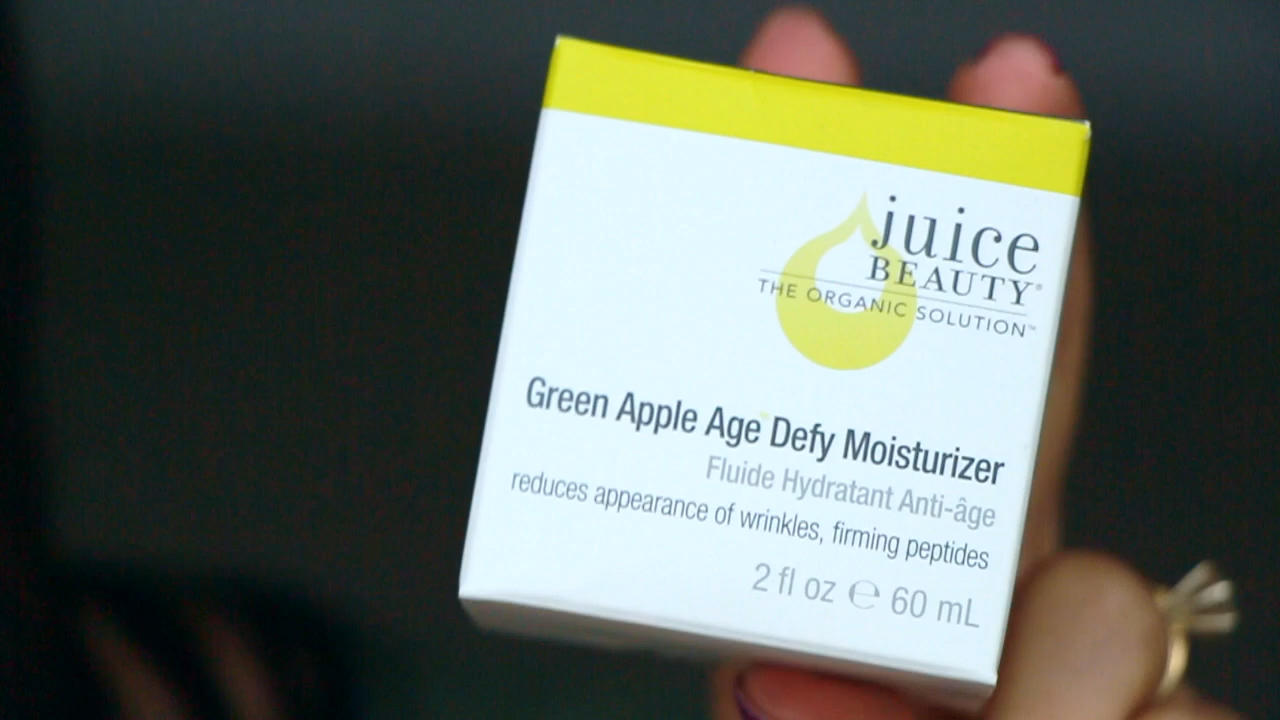 juice
BEAUTY®
THE ORGANIC SOLUTION™
Green Apple Age Defy Moisturizer
Fluide Hydratant Anti-âge
reduces appearance of wrinkles, firming peptides
2 fl oz ℮ 60 mL